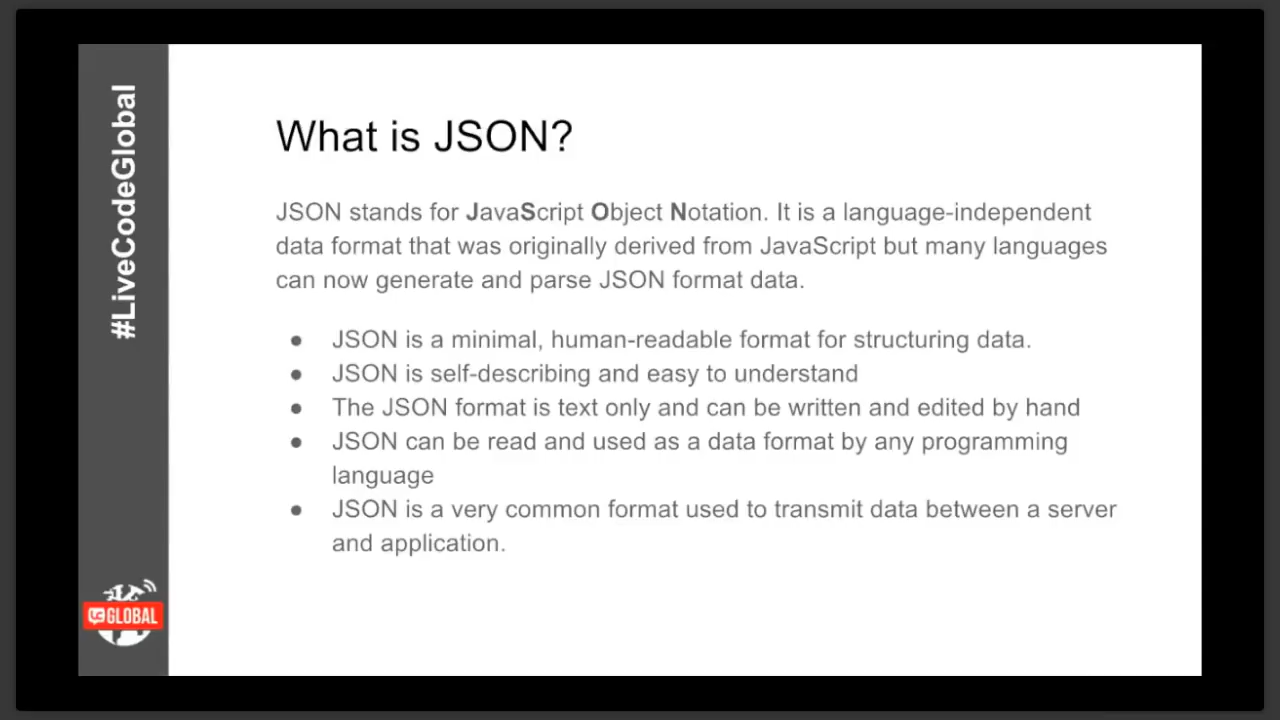 #LiveCodeGlobal
What is JSON?
JSON stands for JavaScript Object Notation. It is a language-independent
data format that was originally derived from JavaScript but many languages
can now generate and parse JSON format data.
● JSON is a minimal, human-readable format for structuring data.
● JSON is self-describing and easy to understand
● The JSON format is text only and can be written and edited by hand
● JSON can be read and used as a data format by any programming
language
● JSON is a very common format used to transmit data between a server
and application.
GLOBAL